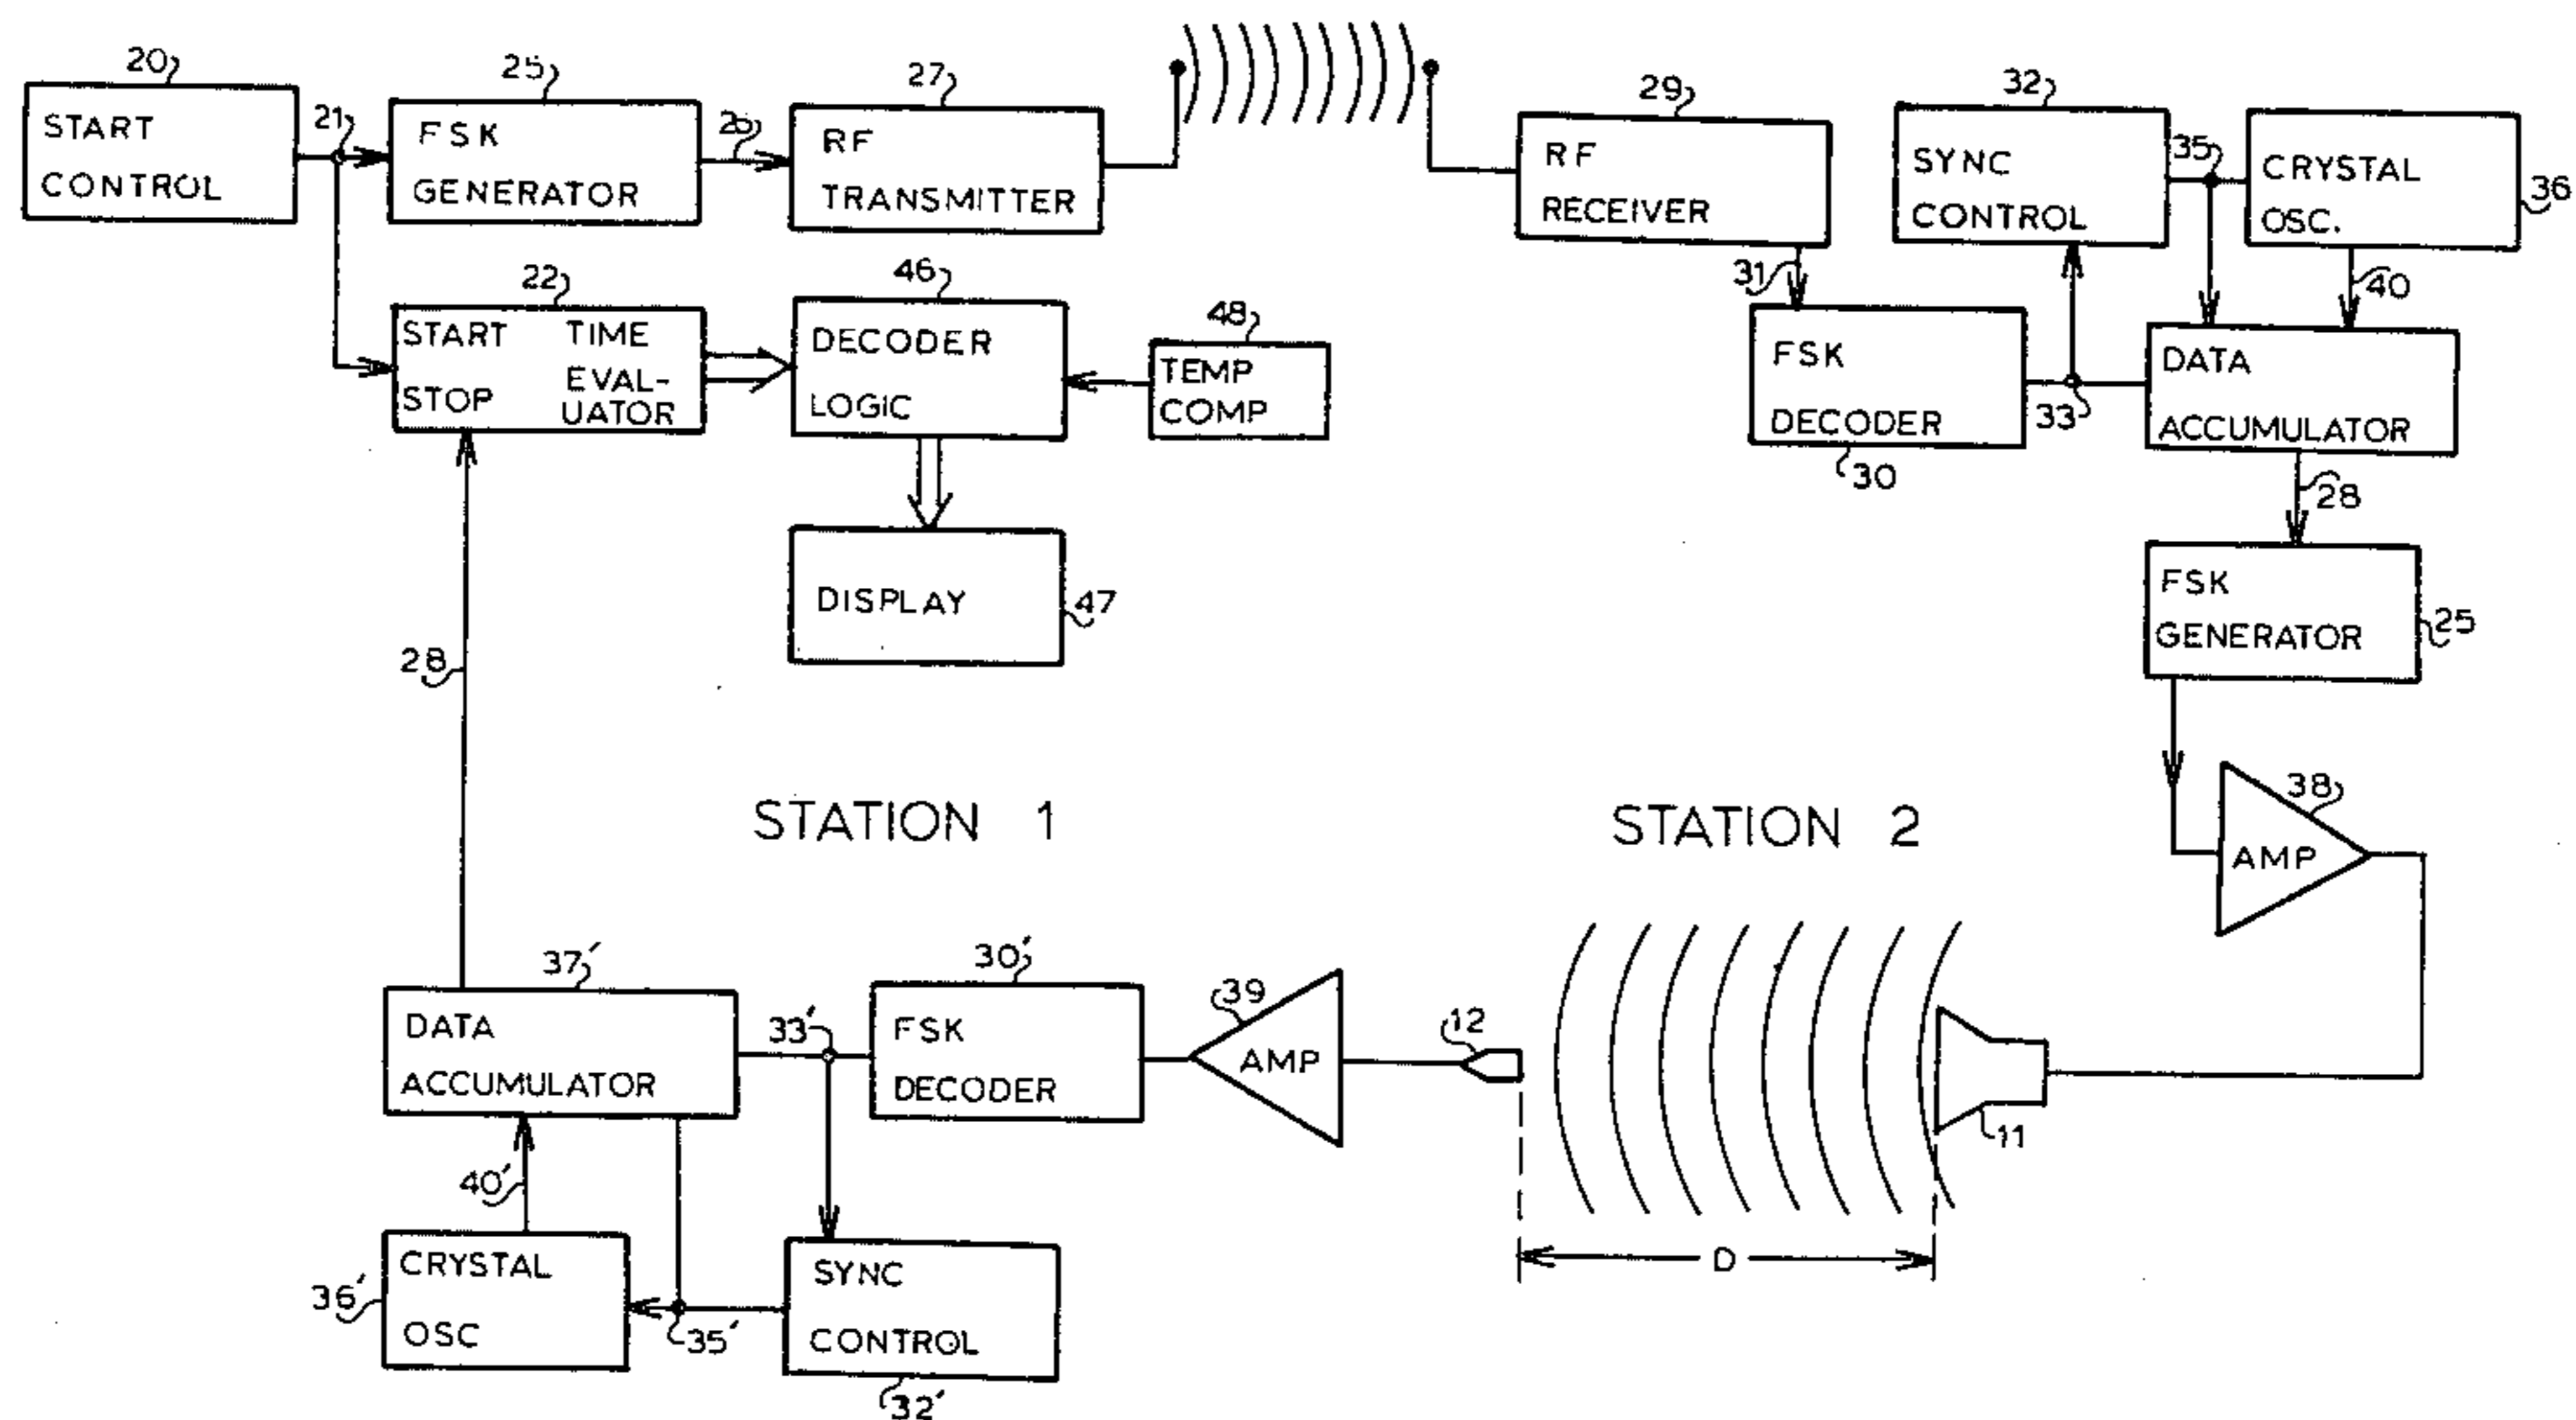 20
START
CONTROL
21
25
FSK
GENERATOR
26
27
RF
TRANSMITTER
29
RF
RECEIVER
31
32
SYNC
CONTROL
35
CRYSTAL
OSC.
36
40
22
START TIME
STOP EVAL-
UATOR
46
DECODER
LOGIC
48
TEMP
COMP
FSK
DECODER
30
33
DATA
ACCUMULATOR
28
DISPLAY
47
FSK
GENERATOR
25
28
STATION 1
STATION 2
38
AMP
37'
DATA
ACCUMULATOR
33'
30'
FSK
DECODER
39
AMP
12
11
40'
CRYSTAL
OSC
36'
35'
SYNC
CONTROL
32'
D